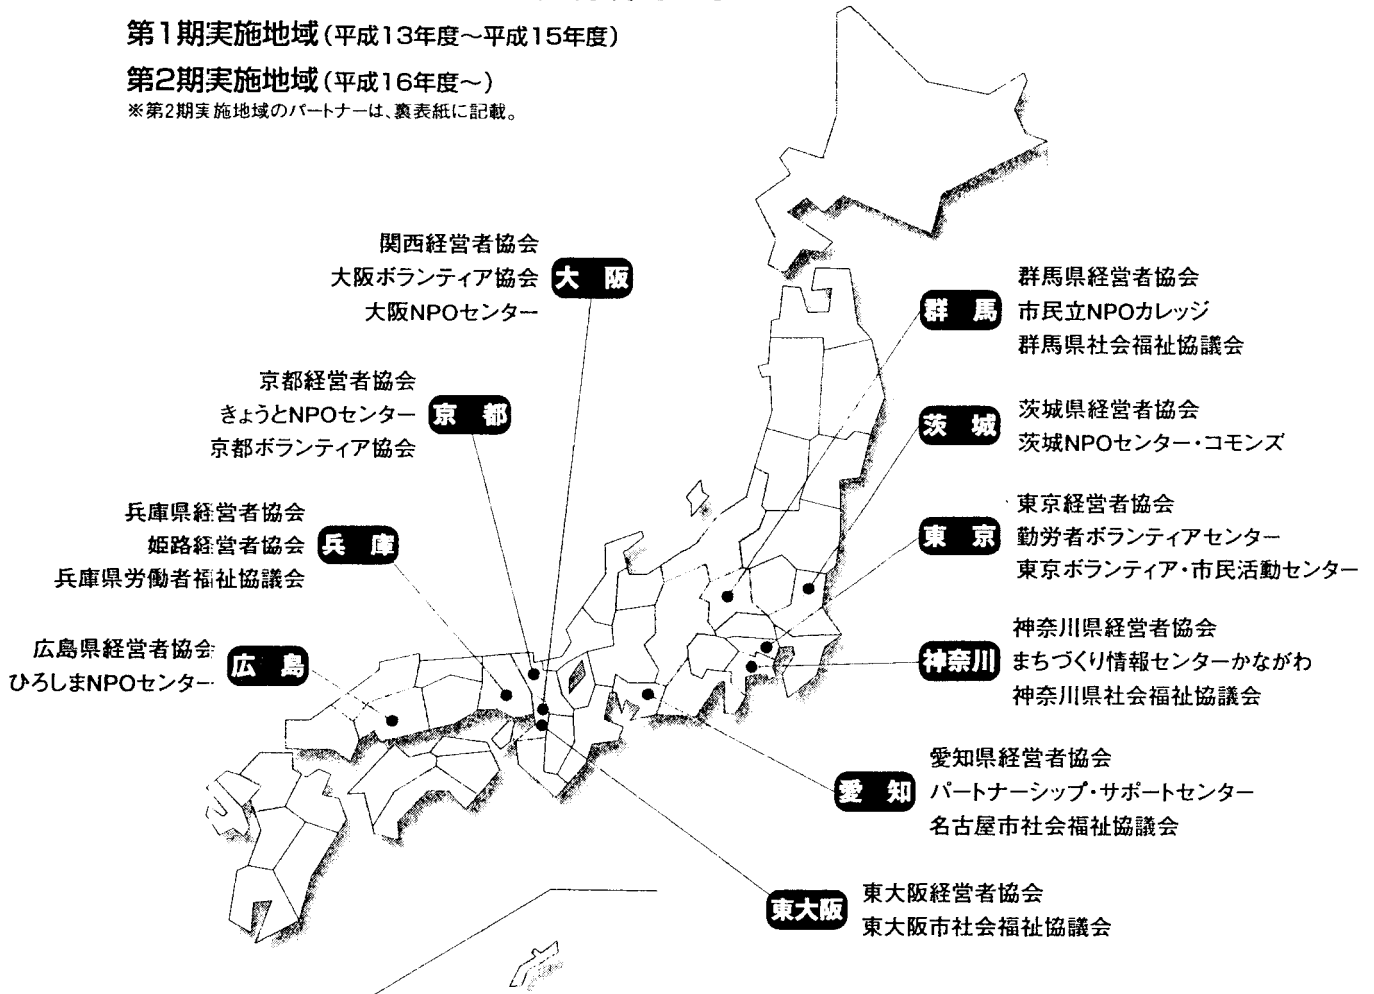 第1期実施地域(平成13年度～平成15年度)
第2期実施地域(平成16年度～)
※第2期実施地域のパートナーは、裏表紙に記載。
関西経営者協会
大阪ボランティア協会
大阪NPOセンター
大　阪
京都経営者協会
きょうとNPOセンター
京都ボランティア協会
京　都
兵庫県経営者協会
姫路経営者協会
兵庫県労働者福祉協議会
兵　庫
広島県経営者協会
ひろしまNPOセンター
広　島
群　馬
群馬県経営者協会
市民立NPOカレッジ
群馬県社会福祉協議会
茨　城
茨城県経営者協会
茨城NPOセンター・コモンズ
東　京
東京経営者協会
勤労者ボランティアセンター
東京ボランティア・市民活動センター
神奈川
神奈川県経営者協会
まちづくり情報センターかながわ
神奈川県社会福祉協議会
愛　知
愛知県経営者協会
パートナーシップ・サポートセンター
名古屋市社会福祉協議会
東大阪
東大阪経営者協会
東大阪市社会福祉協議会